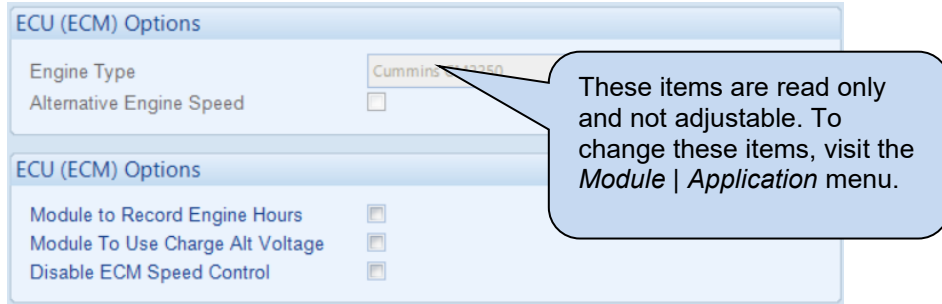 ECU (ECM) Options
Engine Type
Cummins CM2250
Alternative Engine Speed
These items are read only
and not adjustable. To
change these items, visit the
Module | Application menu.
ECU (ECM) Options
Module to Record Engine Hours
Module To Use Charge Alt Voltage
Disable ECM Speed Control